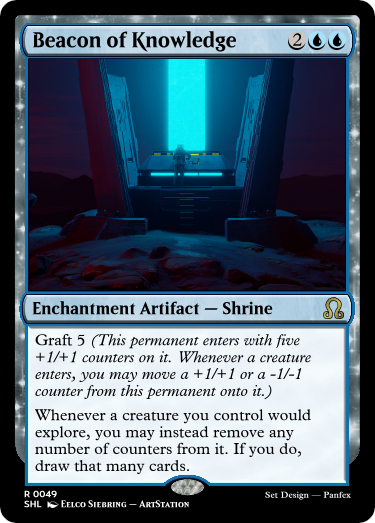 Beacon of Knowledge 2
Enchantment Artifact — Shrine
Graft 5 (This permanent enters with five
+1/+1 counters on it. Whenever a creature
enters, you may move a +1/+1 or a -1/-1
counter from this permanent onto it.)
Whenever a creature you control would
explore, you may instead remove any
number of counters from it. If you do,
draw that many cards.
R 0049
SHL Eelco Siebring — ArtStation
Set Design — Panfex